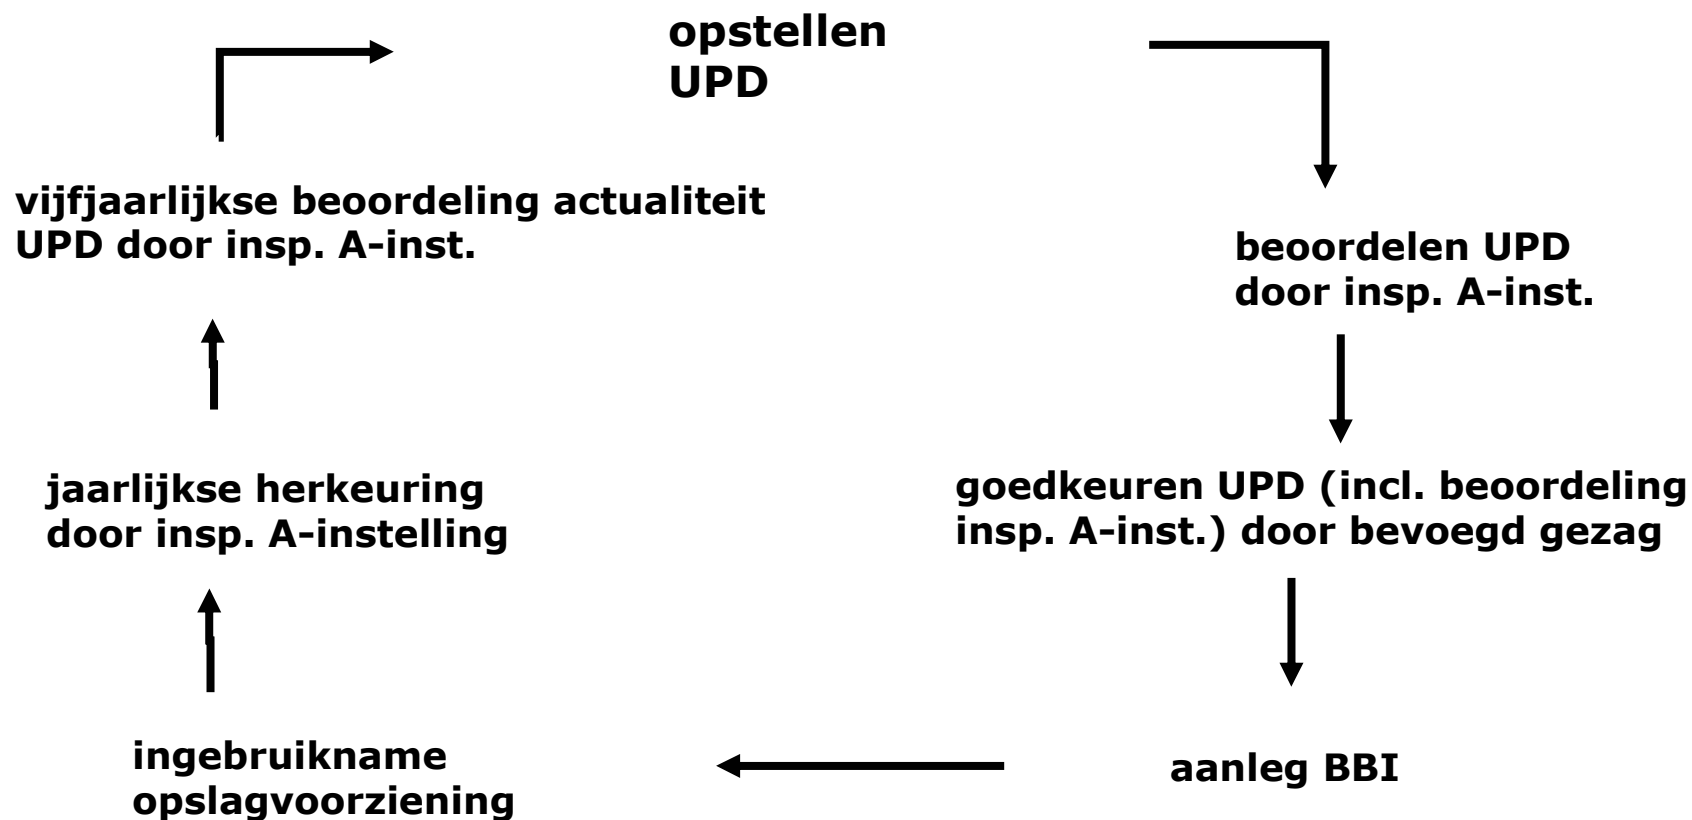 opstellen
UPD
vijfjaarlijkse beoordeling actualiteit
UPD door insp. A-inst.
beoordelen UPD
door insp. A-inst.
jaarlijkse herkeuring
door insp. A-instelling
goedkeuren UPD (incl. beoordeling
insp. A-inst.) door bevoegd gezag
ingebruikname
opslagvoorziening
aanleg BBI